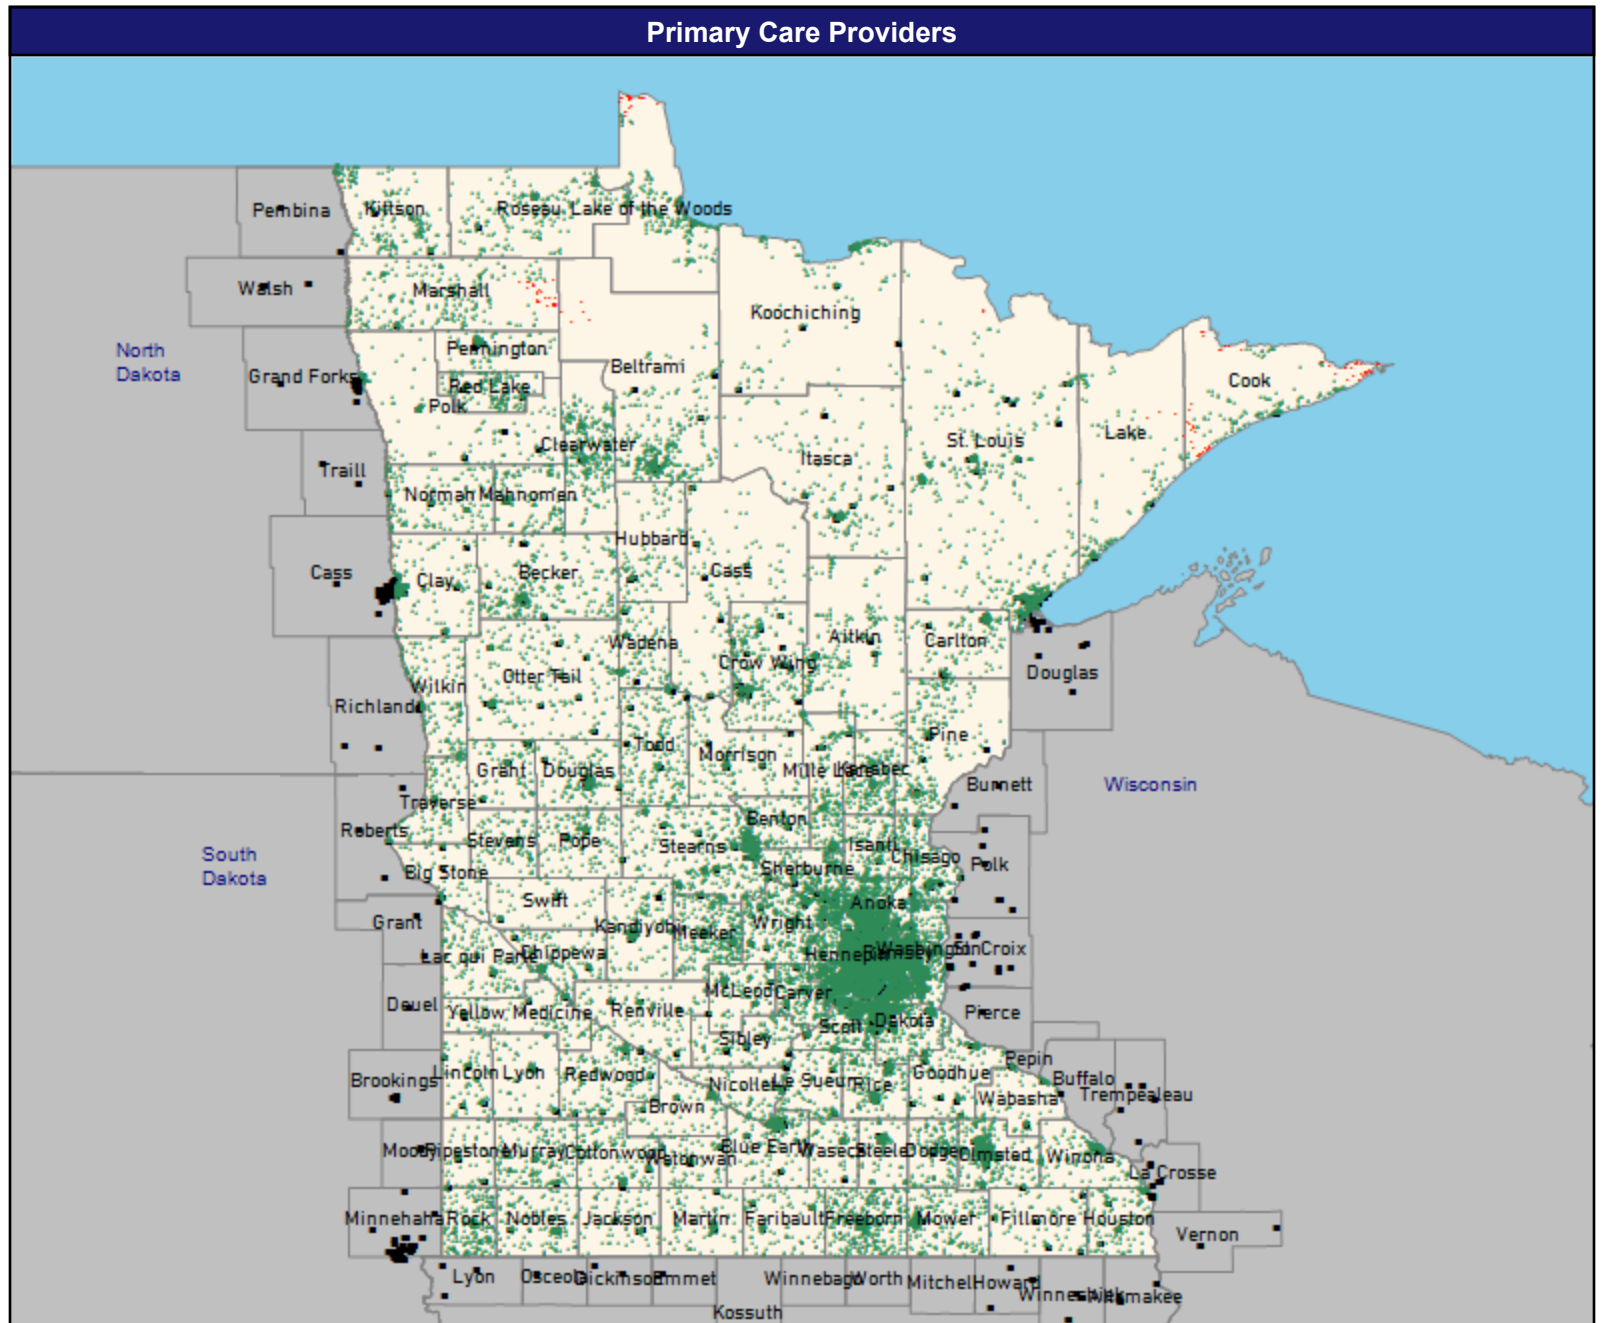 Primary Care Providers
Pembina
Kittson
Roseau
Lake of the Woods
Walsh
Marshall
Koochiching
North
Dakota
Pennington
Beltrami
Grand Forks
Red Lake
Cook
Polk
Clearwater
St. Louis
Lake
Itasca
Traill
Norman
Mahnomen
Hubbard
Cass
Clay
Becker
Cass
Wadena
Aitkin
Carlton
Crow Wing
Otter Tail
Douglas
Wilkin
Richland
Todd
Pine
Morrison
Grant
Douglas
Mille Lacs
Kanabec
Burnett
Wisconsin
Traverse
Roberts
Stevens
Pope
Benton
Stearns
Isanti
Chisago
South
Dakota
Big Stone
Sherburne
Polk
Swift
Anoka
Grant
Kandiyohi
Meeker
Wright
Lac qui Parle
Chippewa
Hennepin
Ramsey
Washington
St Croix
McLeod
Carver
Deuel
Yellow Medicine
Renville
Scott
Dakota
Pierce
Sibley
Pepin
Brookings
Lincoln
Lyon
Redwood
Nicollet
Le Sueur
Rice
Goodhue
Buffalo
Trempealeau
Brown
Wabasha
Moody
Pipestone
Murray
Cottonwood
Watonwan
Blue Earth
Waseca
Steele
Dodge
Olmsted
Winona
La Crosse
Minnehaha
Rock
Nobles
Jackson
Martin
Faribault
Freeborn
Mower
Fillmore
Houston
Vernon
Lyon
Osceola
Dickinson
Emmet
Winnebago
Worth
Mitchell
Howard
Winneshiek
Allamakee
Kossuth